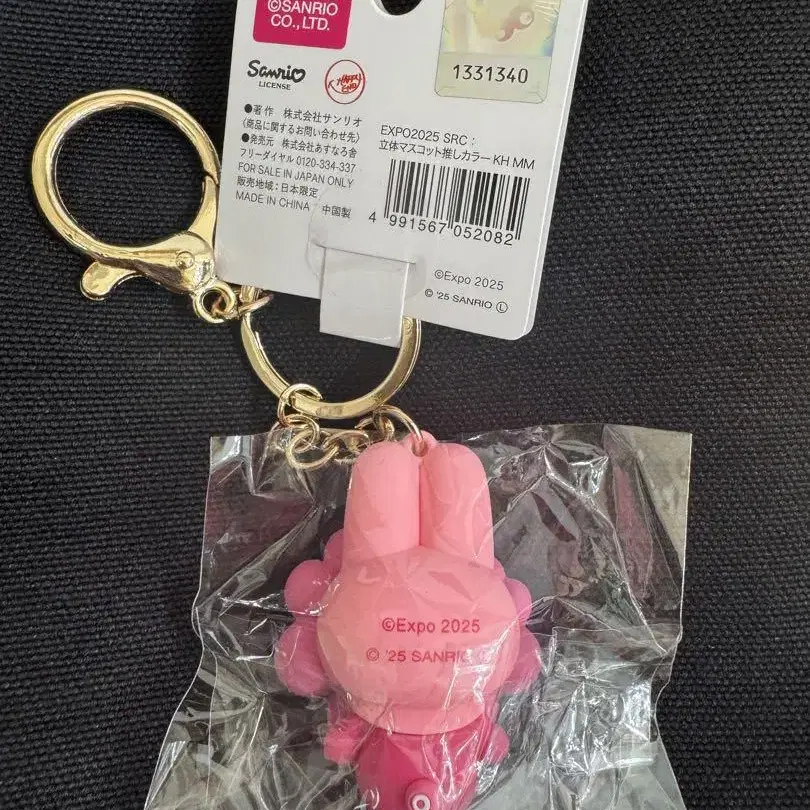 ©SANRIO
CO., LTD.
Sanrio
LICENSE
HAPPY
END
1331340
●著作 株式会社サンリオ
〈商品に関するお問い合わせ先〉
●発売元 株式会社あすなろ舎
フリーダイヤル 0120-334-337
FOR SALE IN JAPAN ONLY
販売地域:日本限定
MADE IN CHINA 中国製
EXPO2025 SRC:
立体マスコット推しカラー KH MM
4 991567 052082
©Expo 2025
© '25 SANRIO Ⓛ
©Expo 2025
© '25 SANRIO